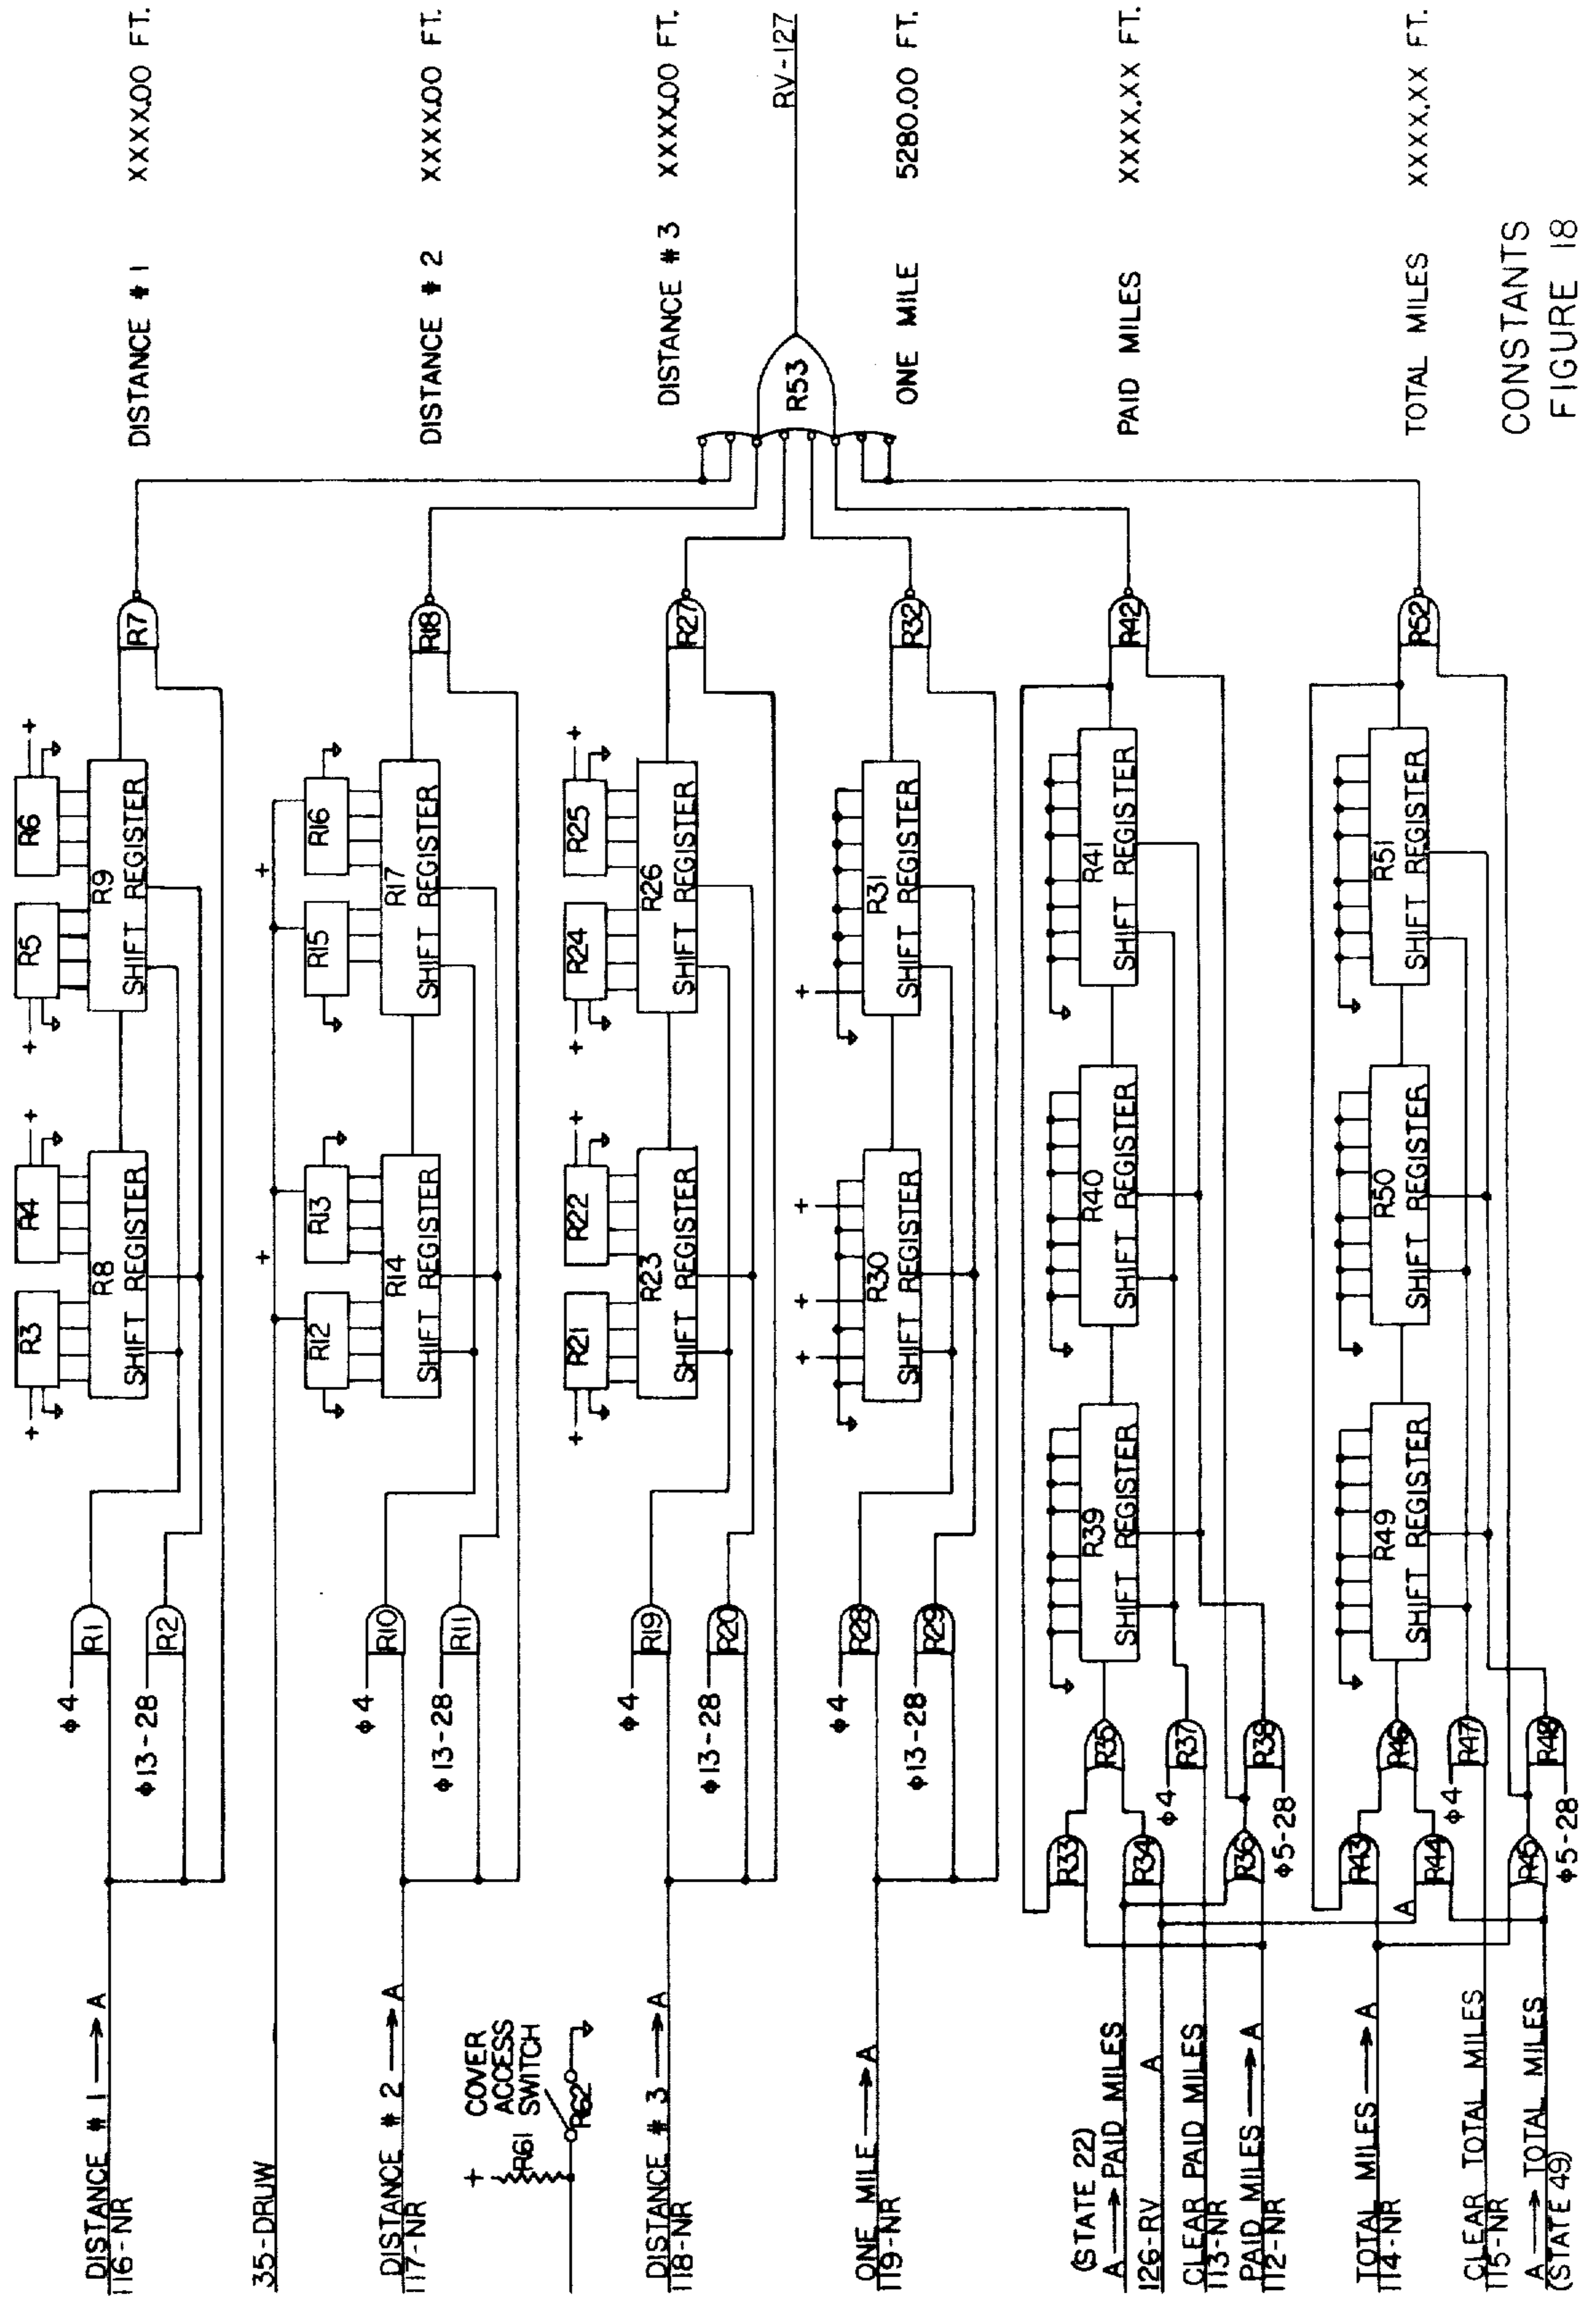 DISTANCE # 1 → A
116-NR
ϕ4
R1
ϕ13-28
R2
R3
R4
R5
R6
+
+
+
+
R8
SHIFT REGISTER
R9
SHIFT REGISTER
R7
DISTANCE # 1 XXXX.00 FT.
35-DRUW
+
+
DISTANCE # 2 → A
117-NR
ϕ4
R10
ϕ13-28
R11
R12
R13
R15
R16
R14
SHIFT REGISTER
R17
SHIFT REGISTER
R18
DISTANCE # 2 XXXX.00 FT.
+
COVER
ACCESS
SWITCH
R61
R62
DISTANCE # 3 → A
118-NR
ϕ4
R19
ϕ13-28
R20
R21
R22
R24
R25
+
+
+
+
R23
SHIFT REGISTER
R26
SHIFT REGISTER
R27
DISTANCE # 3 XXXX.00 FT.
R53
RV-127
ONE MILE → A
119-NR
ϕ4
R28
ϕ13-28
R29
+
+
+
+
R30
SHIFT REGISTER
R31
SHIFT REGISTER
R32
ONE MILE 5280.00 FT.
(STATE 22)
A → PAID MILES
126-RV A
CLEAR PAID MILES
113-NR
PAID MILES → A
112-NR
R33
R34
R35
R36
ϕ4
R37
R38
ϕ5-28
R39
SHIFT REGISTER
R40
SHIFT REGISTER
R41
SHIFT REGISTER
R42
PAID MILES XXXX.XX FT.
TOTAL MILES → A
114-NR
CLEAR TOTAL MILES
115-NR
A → TOTAL MILES
(STATE 49)
A
R43
R44
R45
R46
ϕ4
R47
R48
ϕ5-28
R49
SHIFT REGISTER
R50
SHIFT REGISTER
R51
SHIFT REGISTER
R52
TOTAL MILES XXXX.XX FT.
CONSTANTS
FIGURE 18